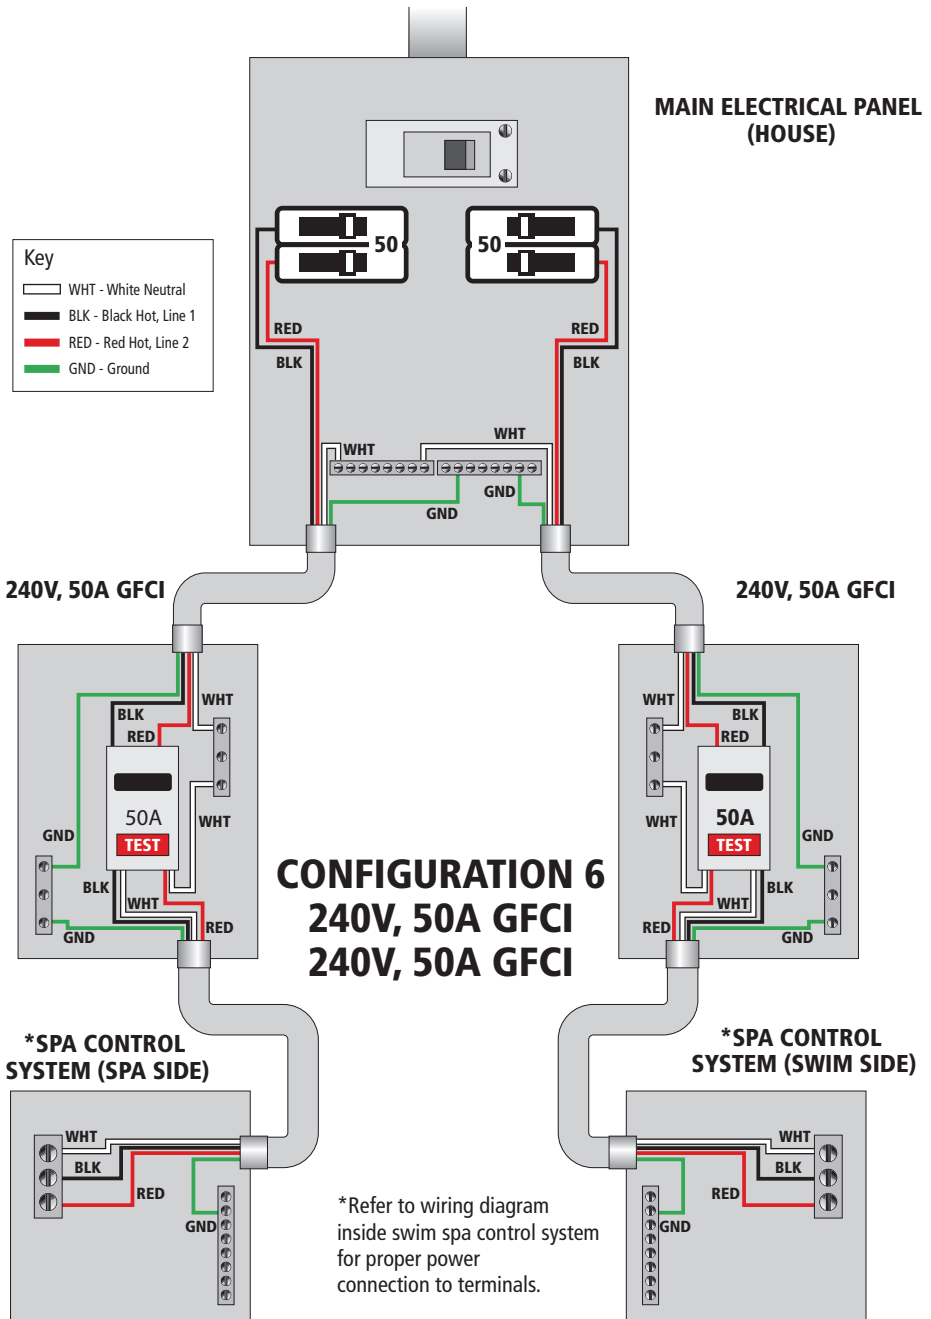 MAIN ELECTRICAL PANEL
(HOUSE)
50
50
Key
WHT - White Neutral
BLK - Black Hot, Line 1
RED - Red Hot, Line 2
GND - Ground
RED
RED
BLK
BLK
WHT
WHT
GND
GND
240V, 50A GFCI
240V, 50A GFCI
WHT
BLK
RED
50A
TEST
WHT
GND
BLK
WHT
RED
GND
WHT
BLK
RED
50A
TEST
WHT
GND
BLK
WHT
RED
GND
CONFIGURATION 6
240V, 50A GFCI
240V, 50A GFCI
*SPA CONTROL
SYSTEM (SPA SIDE)
WHT
BLK
RED
GND
*SPA CONTROL
SYSTEM (SWIM SIDE)
WHT
BLK
RED
GND
*Refer to wiring diagram
inside swim spa control system
for proper power
connection to terminals.